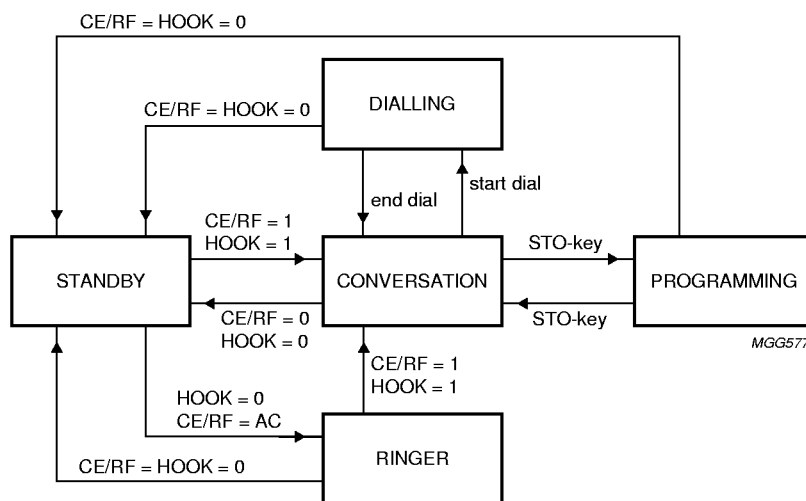 CE/RF = HOOK = 0
DIALLING
CE/RF = HOOK = 0
end dial
start dial
CE/RF = 1
HOOK = 1
STO-key
STANDBY
CONVERSATION
PROGRAMMING
CE/RF = 0
HOOK = 0
STO-key
MGG577
CE/RF = 1
HOOK = 1
HOOK = 0
CE/RF = AC
RINGER
CE/RF = HOOK = 0